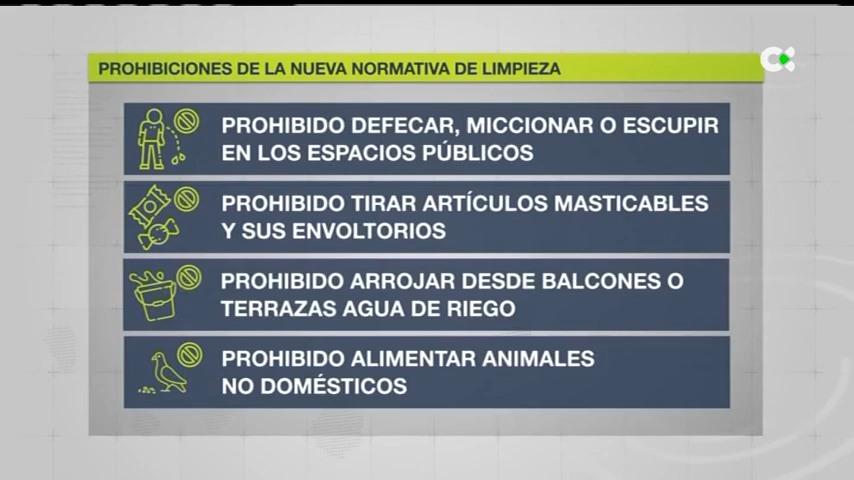 PROHIBICIONES DE LA NUEVA NORMATIVA DE LIMPIEZA
PROHIBIDO DEFECAR, MICCIONAR O ESCUPIR
EN LOS ESPACIOS PÚBLICOS
PROHIBIDO TIRAR ARTÍCULOS MASTICABLES
Y SUS ENVOLTORIOS
PROHIBIDO ARROJAR DESDE BALCONES O
TERRAZAS AGUA DE RIEGO
PROHIBIDO ALIMENTAR ANIMALES
NO DOMÉSTICOS